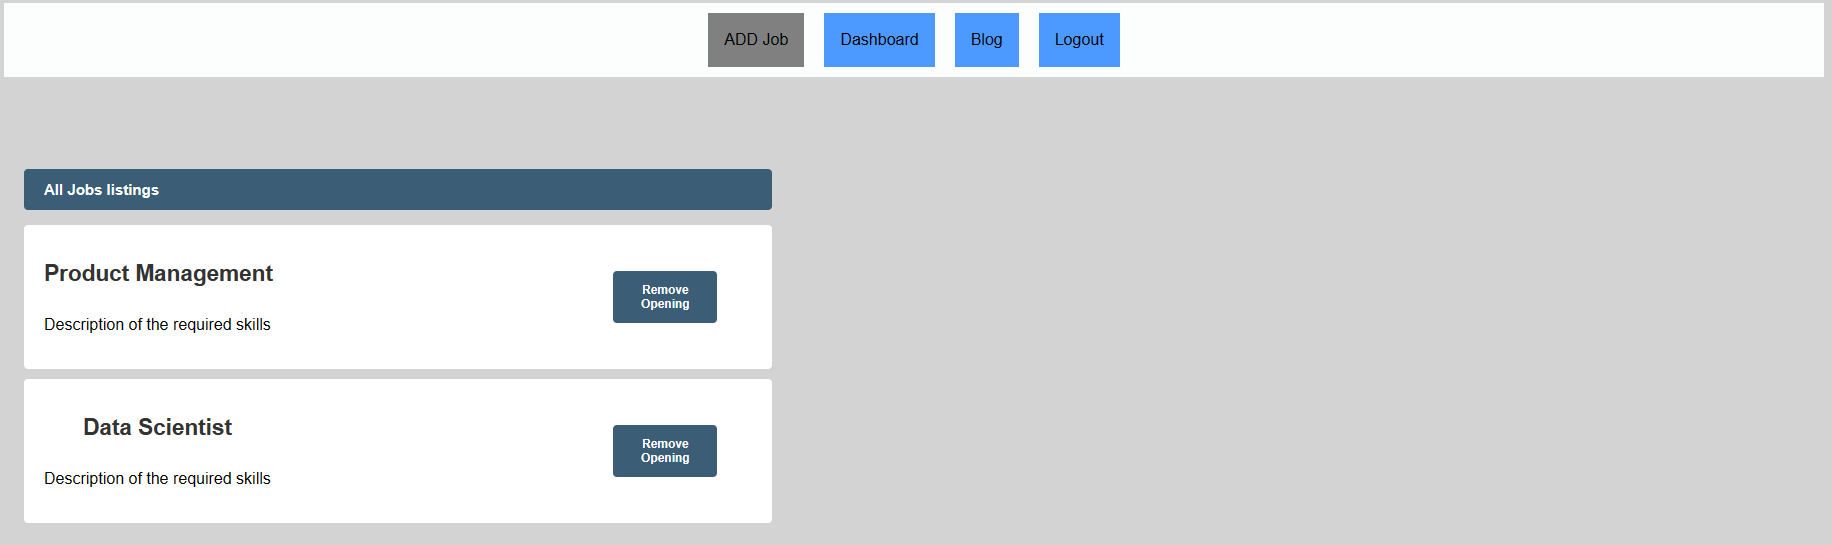 ADD Job Dashboard Blog Logout
All Jobs listings
Product Management
Remove
Opening
Description of the required skills
Data Scientist
Remove
Opening
Description of the required skills